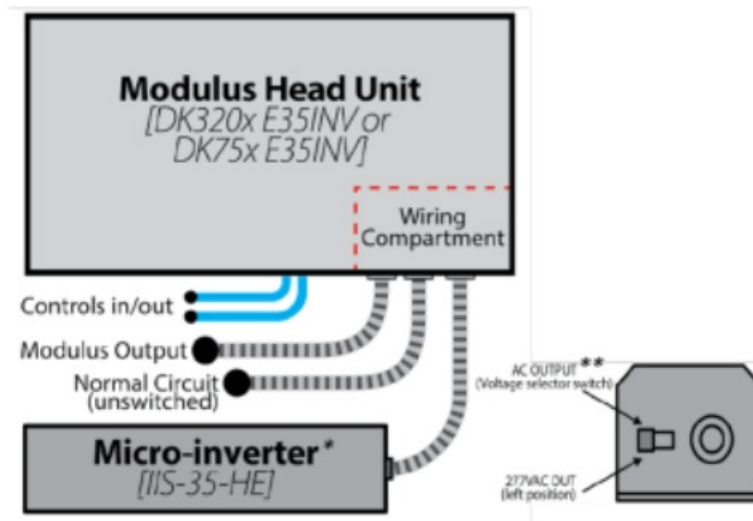 Modulus Head Unit
[DK320x E35INV or
DK75x E35INV]
Wiring
Compartment
Controls in/out
Modulus Output
Normal Circuit
(unswitched)
Micro-inverter*
[IIS-35-HE]
AC OUTPUT **
(Voltage selector switch)
277VAC OUT
(left position)